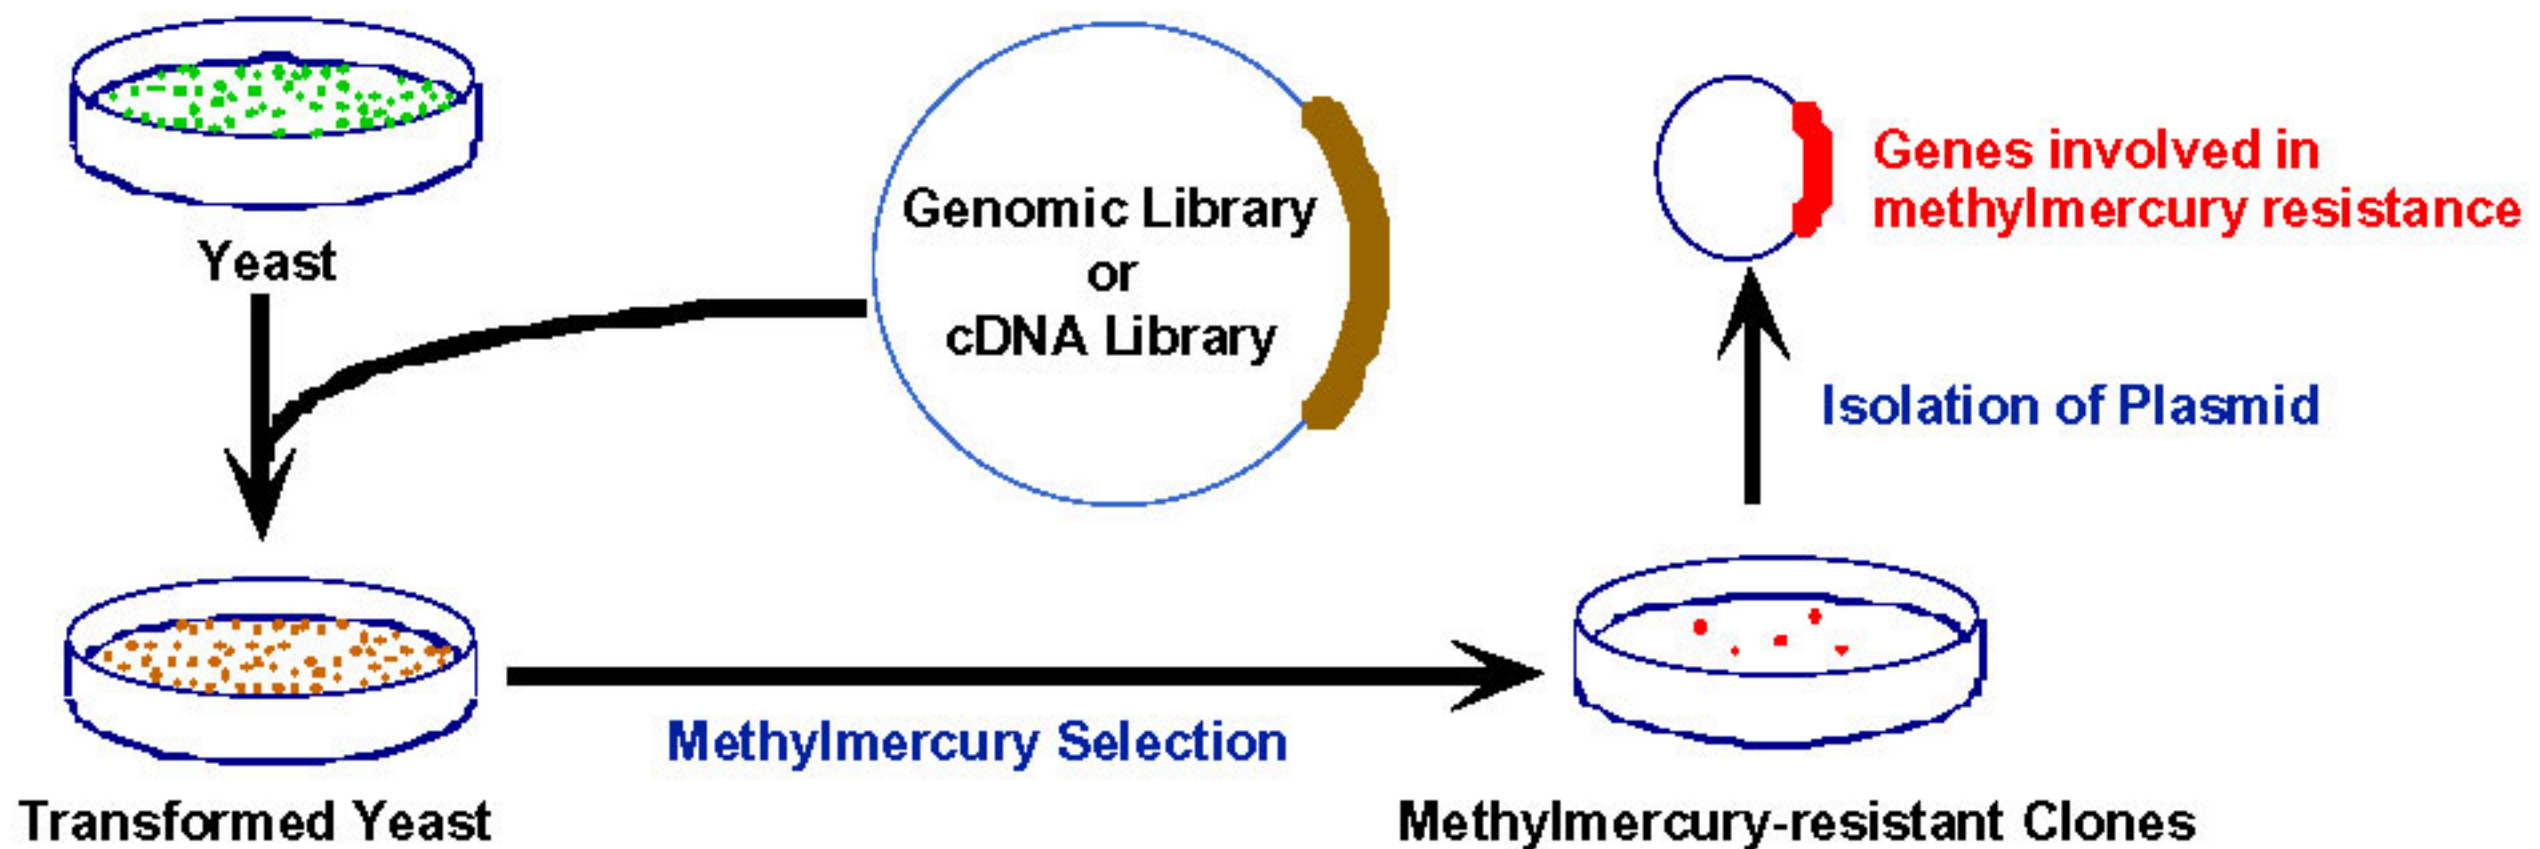 Yeast
Genomic Library
or
cDNA Library
Genes involved in
methylmercury resistance
Isolation of Plasmid
Methylmercury Selection
Transformed Yeast
Methylmercury-resistant Clones